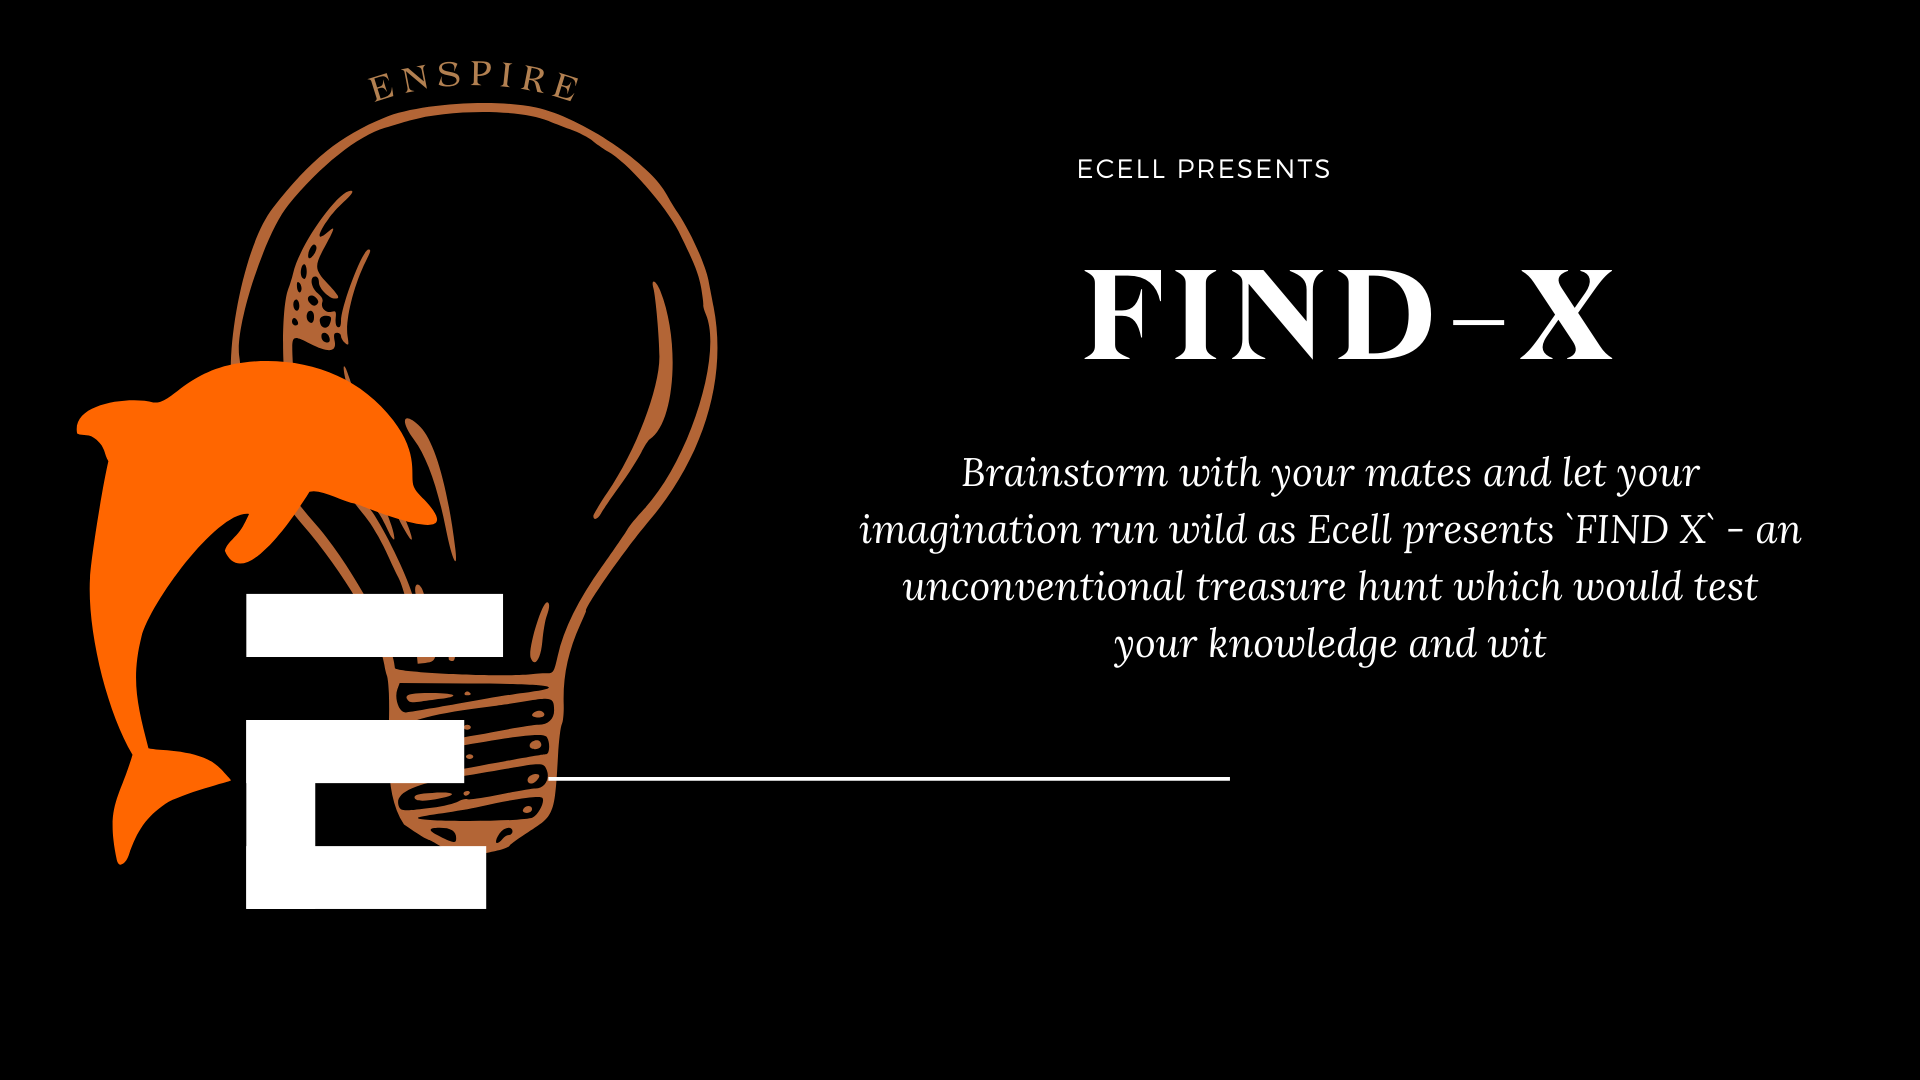 ENSPIRE
ECELL PRESENTS
FIND–X
Brainstorm with your mates and let your
imagination run wild as Ecell presents `FIND X` - an
unconventional treasure hunt which would test
your knowledge and wit
E